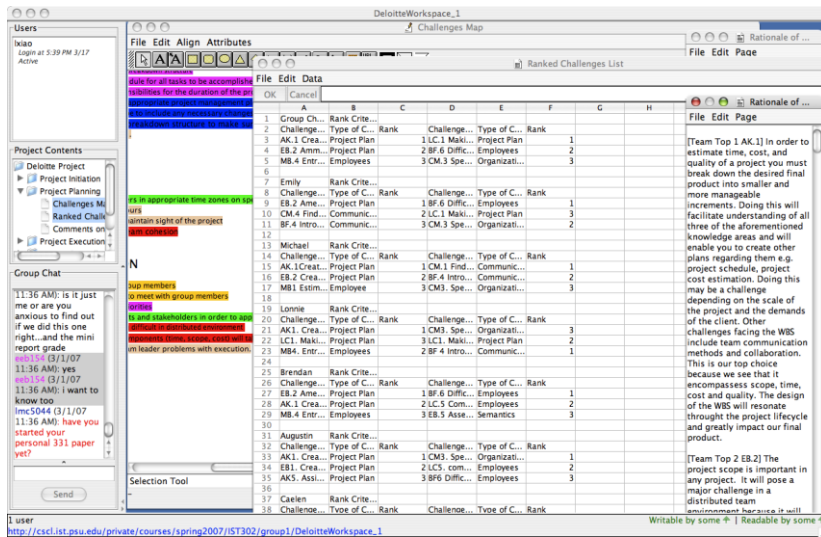 DeloitteWorkspace_1
Users
lxiao
Login at 5:39 PM 3/17
Active
Project Contents
Deloitte Project
Project Initiation
Project Planning
Challenges Ma
Ranked Challe
Comments on
Project Execution
Group Chat
11:36 AM): is it just
me or are you
anxious to find out
if we did this one
right...and the mini
report grade
eeb154 (3/1/07
11:36 AM): yes
eeb154 (3/1/07
11:36 AM): i want to
know too
lmc5044 (3/1/07
11:36 AM): have you
started your
personal 331 paper
yet?
Send
1 user
http://cscl.ist.psu.edu/private/courses/spring2007/IST302/group1/DeloitteWorkspace_1
Writable by some | Readable by some
Challenges Map
File Edit Align Attributes
dule for all tasks to be accomplishe
sibilities for the duration of the pro
appropriate project management pl
e to include any necessary changes
breakdown structure to make sur
rs in appropriate time zones on spe
urs
aintain sight of the project
am cohesion
N
oup members
to meet with group members
orities
ts and stakeholders in order to app
difficult in distributed environment
mponents (time, scope, cost) will ta
m leader problems with execution.
Selection Tool
Ranked Challenges List
File Edit Data
OK Cancel
A B C D E F G H
1 Group Ch... Rank Crite...
2 Challenge... Type of C... Rank Challenge... Type of C... Rank
3 AK.1 Crea... Project Plan 1 LC.1 Maki... Project Plan 1
4 EB.2 Amm... Project Plan 2 BF.6 Diffic... Employees 2
5 MB.4 Entr... Employees 3 CM.3 Spe... Organizati... 3
6
7 Emily Rank Crite...
8 Challenge... Type of C... Rank Challenge... Type of C... Rank
9 EB.2 Ame... Project Plan 1 BF.6 Diffic... Employees 1
10 CM.4 Find... Communic... 2 LC.1 Maki... Project Plan 3
11 BF.4 Intro... Communic... 3 CM.3 Spe... Organizati... 2
12
13 Michael Rank Crite...
14 Challenge... Type of C... Rank Challenge... Type of C... Rank
15 AK.1Creat... Project Plan 1 CM.1 Find... Communic... 1
16 EB.2 Crea... Project Plan 2 BF.4 Intro... Communic... 2
17 MB1 Estim... Employee 3 CM3. Spe... Organizati... 3
18
19 Lonnie Rank Crite...
20 Challenge... Type of C... Rank Challenge... Type of C... Rank
21 AK1. Crea... Project Plan 1 CM3. Spe... Organizati... 3
22 LC1. Maki... Project Plan 2 LC5. Com... Employees 2
23 MB4. Entr... Employees 3 BF 4 Intro... Communic... 1
24
25 Brendan Rank Crite...
26 Challenge... Type of C... Rank Challenge... Type of C... Rank
27 EB.2 Ame... Project Plan 1 BF.6 Diffic... Employees 1
28 AK.1 Crea... Project Plan 2 LC.5 Com... Employees 2
29 MB.4 Entr... Employees 3 EB.5 Asse... Semantics 3
30
31 Augustin Rank Crite...
32 Challenge... Type of C... Rank Challenge... Type of C... Rank
33 AK1. Crea... Project Plan 1 CM3. Spe... Organizati... 1
34 EB1. Crea... Project Plan 2 LC5. com... Employees 2
35 AK5. Assi... Project Plan 3 BF6 Diffic... Employees 3
36
37 Caelen Rank Crite...
38 Challenge... Type of C... Rank Challenge... Type of C... Rank
Rationale of ...
File Edit Page
Rationale of ...
File Edit Page
[Team Top 1 AK.1] In order to
estimate time, cost, and
quality of a project you must
break down the desired final
product into smaller and
more manageable
increments. Doing this will
facilitate understanding of all
three of the aforementioned
knowledge areas and will
enable you to create other
plans regarding them e.g.
project schedule, project
cost estimation. Doing this
may be a challenge
depending on the scale of
the project and the demands
of the client. Other
challenges facing the WBS
include team communication
methods and collaboration.
This is our top choice
because we see that it
encompassess scope, time,
cost and quality. The design
of the WBS will resonate
throught the project lifecycle
and greatly impact our final
product.
[Team Top 2 EB.2] The
project scope is important in
any project. It will pose a
major challenge in a
distributed team
environment because it will